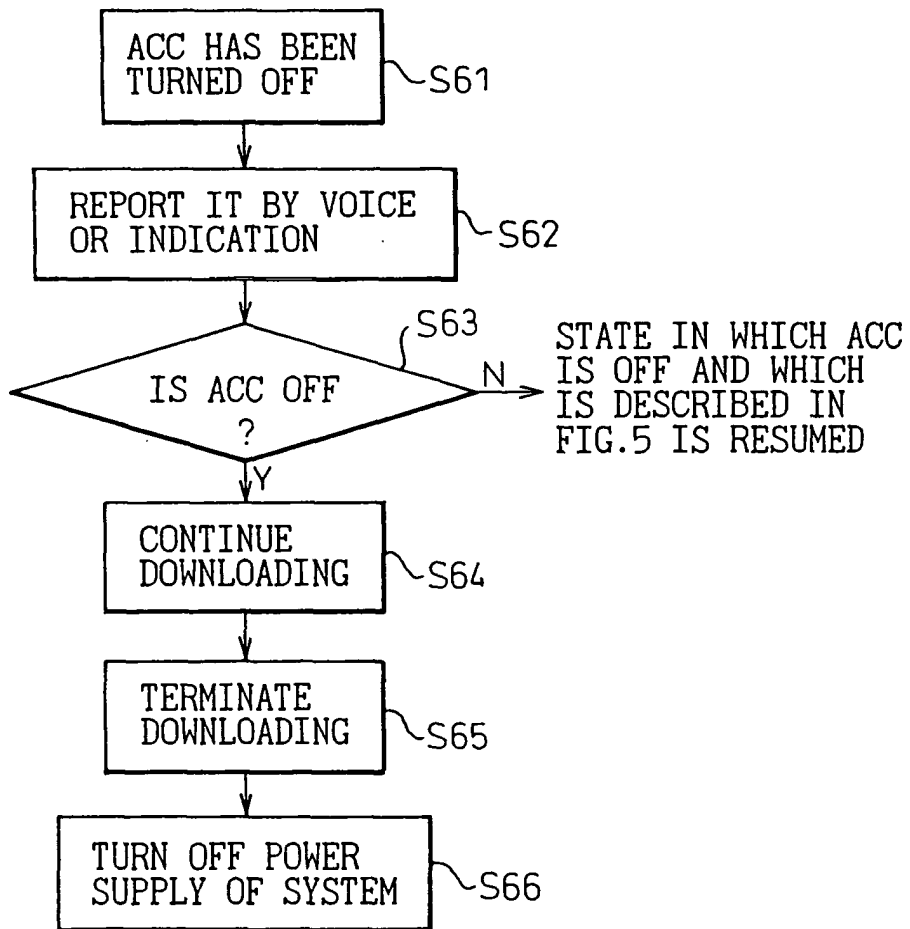 ACC HAS BEEN
TURNED OFF
S61
REPORT IT BY VOICE
OR INDICATION
S62
S63
IS ACC OFF
?
N
STATE IN WHICH ACC
IS OFF AND WHICH
IS DESCRIBED IN
FIG.5 IS RESUMED
Y
CONTINUE
DOWNLOADING
S64
TERMINATE
DOWNLOADING
S65
TURN OFF POWER
SUPPLY OF SYSTEM
S66